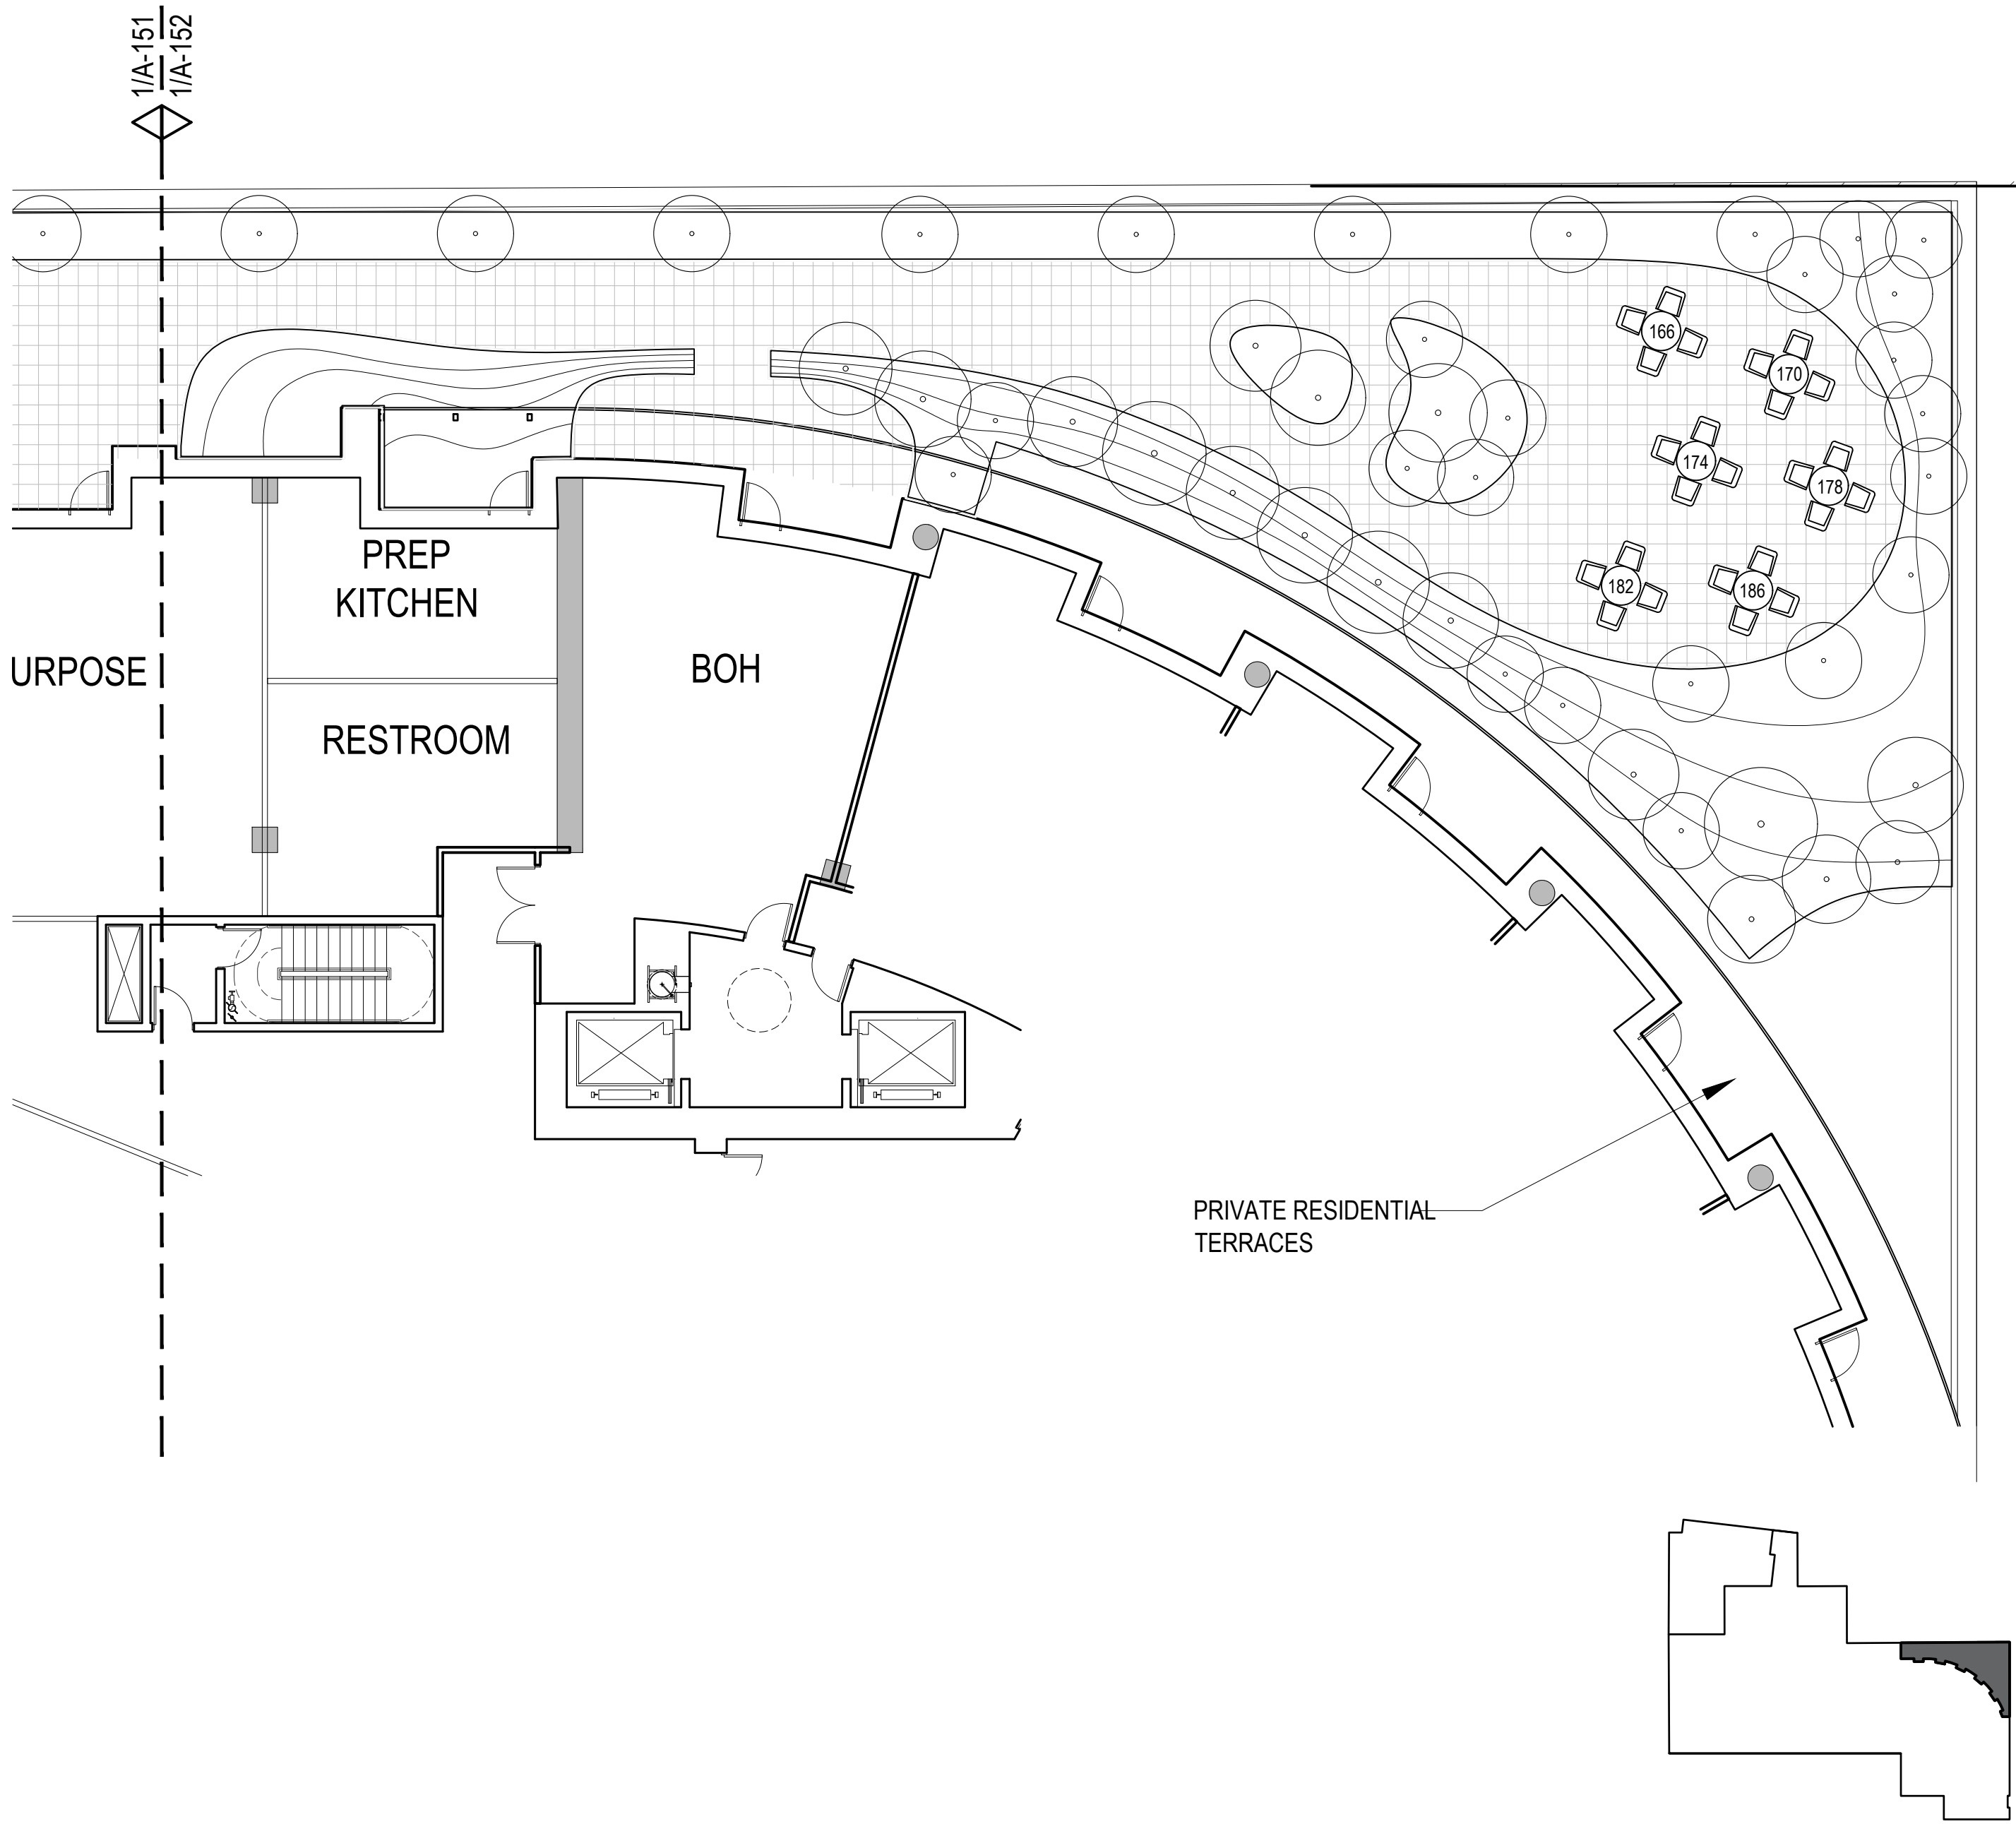 1/A-151
1/A-152
166
170
174
178
182
186
PREP
KITCHEN
URPOSE
BOH
RESTROOM
PRIVATE RESIDENTIAL
TERRACES